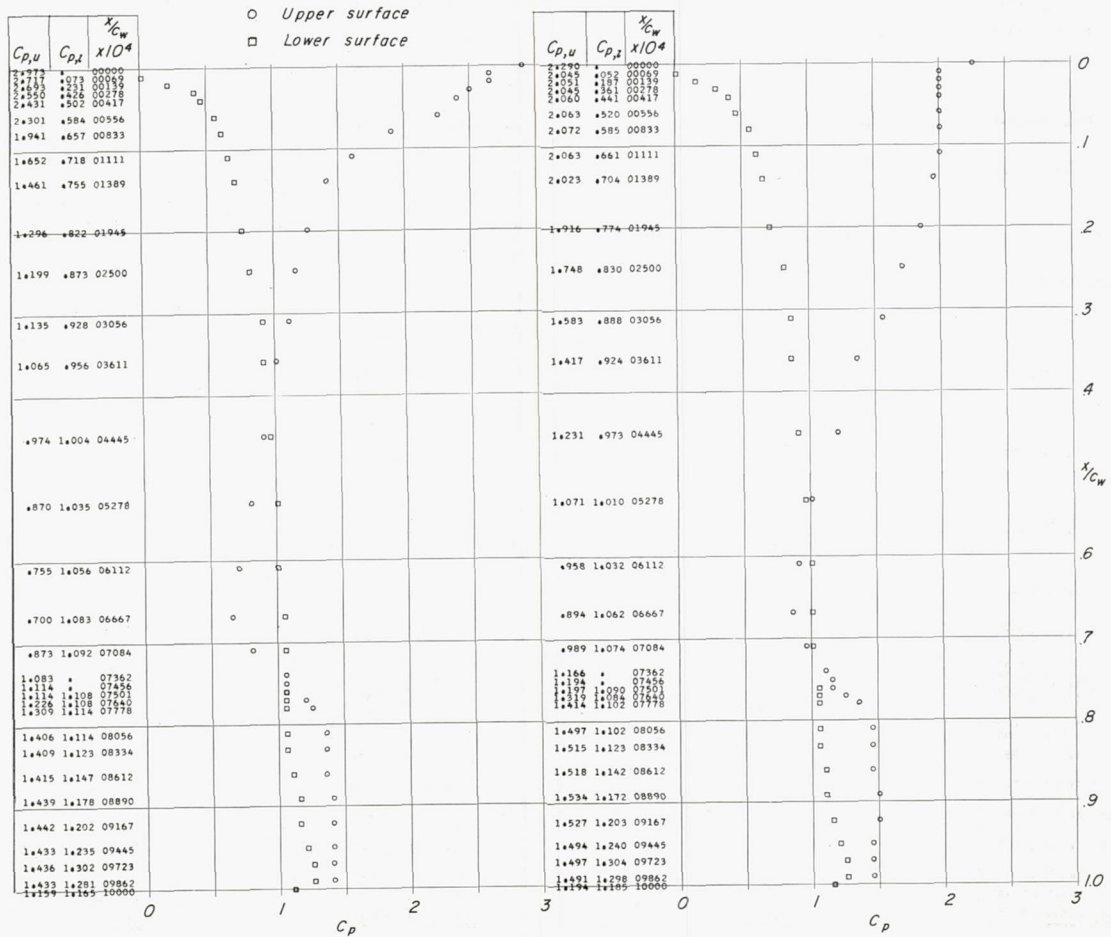 ○ Upper surface
□ Lower surface
x/cw
Cp,u Cp,l x10⁴
2.973 . 00000
2.717 .073 00069
2.693 .231 00139
2.550 .426 00278
2.431 .502 00417
2.301 .584 00556
1.941 .657 00833
1.652 .718 01111
1.461 .755 01389
1.296 .822 01945
1.199 .873 02500
1.135 .928 03056
1.065 .956 03611
.974 1.004 04445
.870 1.035 05278
.755 1.056 06112
.700 1.083 06667
.873 1.092 07084
1.083 . 07362
1.114 . 07456
1.114 1.108 07501
1.226 1.108 07640
1.309 1.114 07778
1.406 1.114 08056
1.409 1.123 08334
1.415 1.147 08612
1.439 1.178 08890
1.442 1.202 09167
1.433 1.235 09445
1.436 1.302 09723
1.433 1.281 09862
1.159 1.165 10000
0 1 2 3
Cp
x/cw
Cp,u Cp,l x10⁴
2.290 . 00000
2.045 .052 00069
2.051 .187 00139
2.045 .361 00278
2.060 .441 00417
2.063 .520 00556
2.072 .585 00833
2.063 .661 01111
2.023 .704 01389
1.916 .774 01945
1.748 .830 02500
1.583 .888 03056
1.417 .924 03611
1.231 .973 04445
1.071 1.010 05278
.958 1.032 06112
.894 1.062 06667
.989 1.074 07084
1.166 . 07362
1.194 . 07456
1.197 1.090 07501
1.319 1.084 07640
1.414 1.102 07778
1.497 1.102 08056
1.515 1.123 08334
1.518 1.142 08612
1.534 1.172 08890
1.527 1.203 09167
1.494 1.240 09445
1.497 1.304 09723
1.491 1.298 09862
1.194 1.185 10000
0 1 2 3
Cp
0
.1
.2
.3
.4
x/cw
.6
.7
.8
.9
1.0